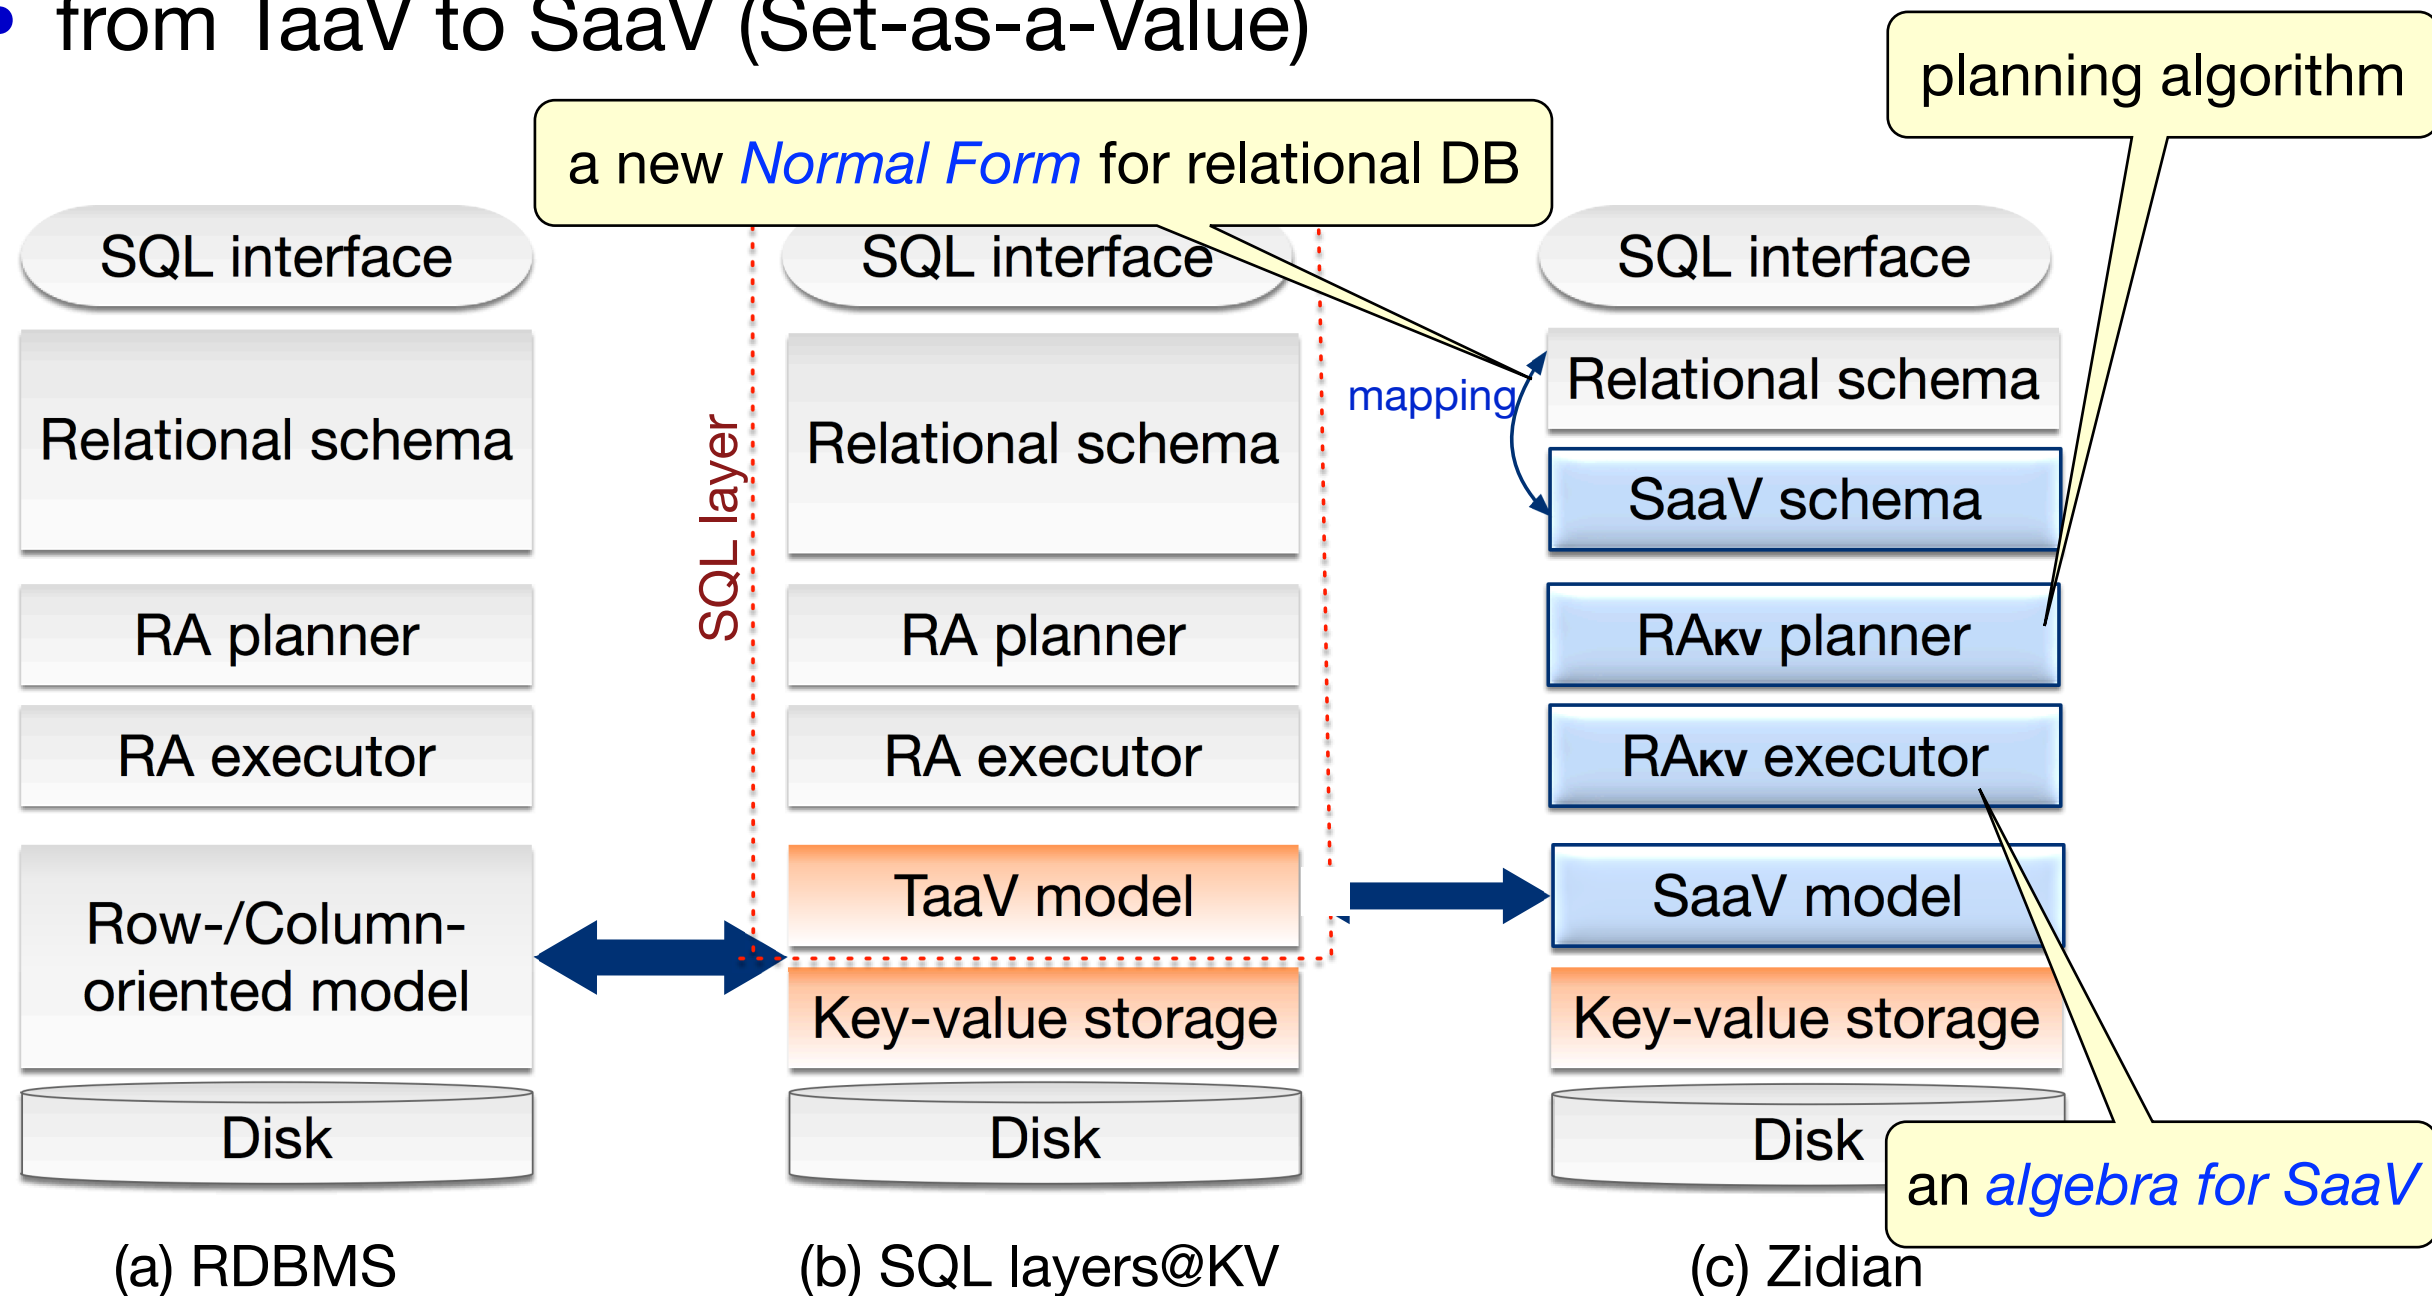 • from TaaV to SaaV (Set-as-a-Value)
planning algorithm
a new Normal Form for relational DB
SQL interface
Relational schema
RA planner
RA executor
Row-/Column-
oriented model
Disk
(a) RDBMS
SQL layer
SQL interface
Relational schema
RA planner
RA executor
TaaV model
Key-value storage
Disk
(b) SQL layers@KV
mapping
SQL interface
Relational schema
SaaV schema
RAKV planner
RAKV executor
SaaV model
Key-value storage
Disk
an algebra for SaaV
(c) Zidian